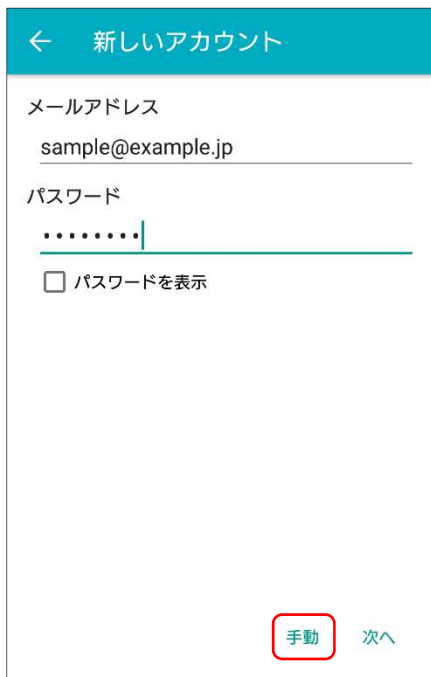 新しいアカウント
メールアドレス
sample@example.jp
パスワード
••••••••
パスワードを表示
手動 次へ